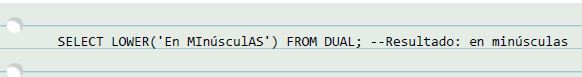 SELECT LOWER('En MInúsculAS') FROM DUAL; --Resultado: en minúsculas